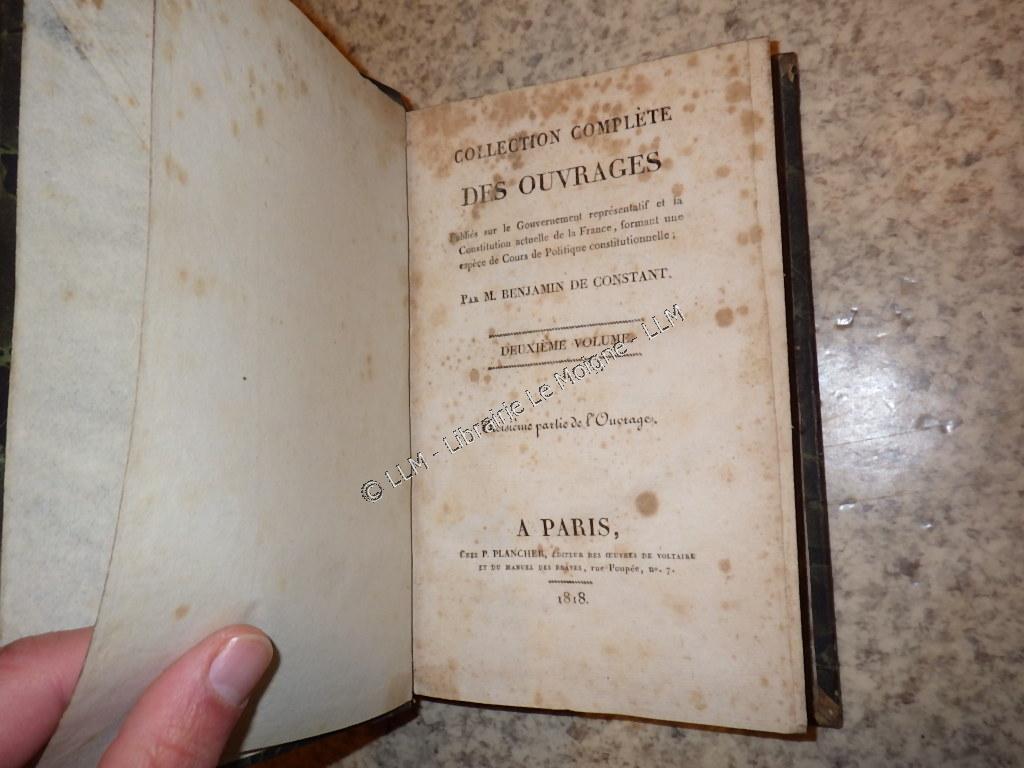 COLLECTION COMPLÈTE
DES OUVRAGES
Publiés sur le Gouvernement représentatif et la
Constitution actuelle de la France, formant une
espèce de Cours de Politique constitutionnelle;
PAR M. BENJAMIN DE CONSTANT.
DEUXIÈME VOLUME.
partie de l'Ouvrage.
A PARIS,
CHEZ P. PLANCHER, ÉDITEUR DES ŒUVRES DE VOLTAIRE
ET DU MANUEL DES BRAVES, rue Poupée, n°. 7.
1818.
© LLM - Librairie Le Moigne - LLM